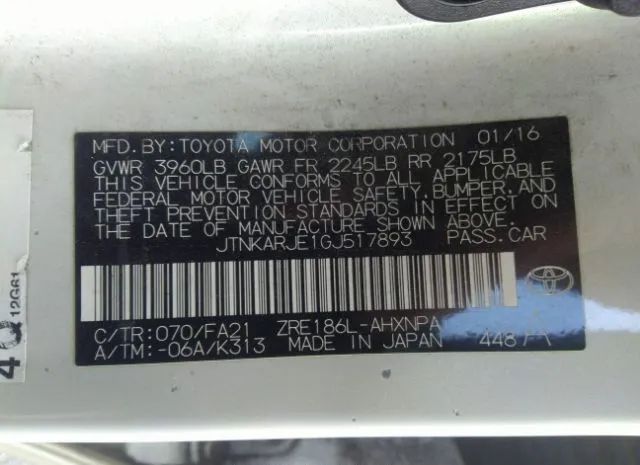 MFD.BY:TOYOTA MOTOR CORPORATION 01/16
GVWR 3960LB GAWR FR 2245LB RR 2175LB
THIS VEHICLE CONFORMS TO ALL APPLICABLE
FEDERAL MOTOR VEHICLE SAFETY,BUMPER,AND
THEFT PREVENTION STANDARDS IN EFFECT ON
THE DATE OF MANUFACTURE SHOWN ABOVE.
JTNKARJE1GJ517893 PASS.CAR
C/TR:070/FA21 ZRE186L-AHXNPA
A/TM:-06A/K313 MADE IN JAPAN 448
12G61